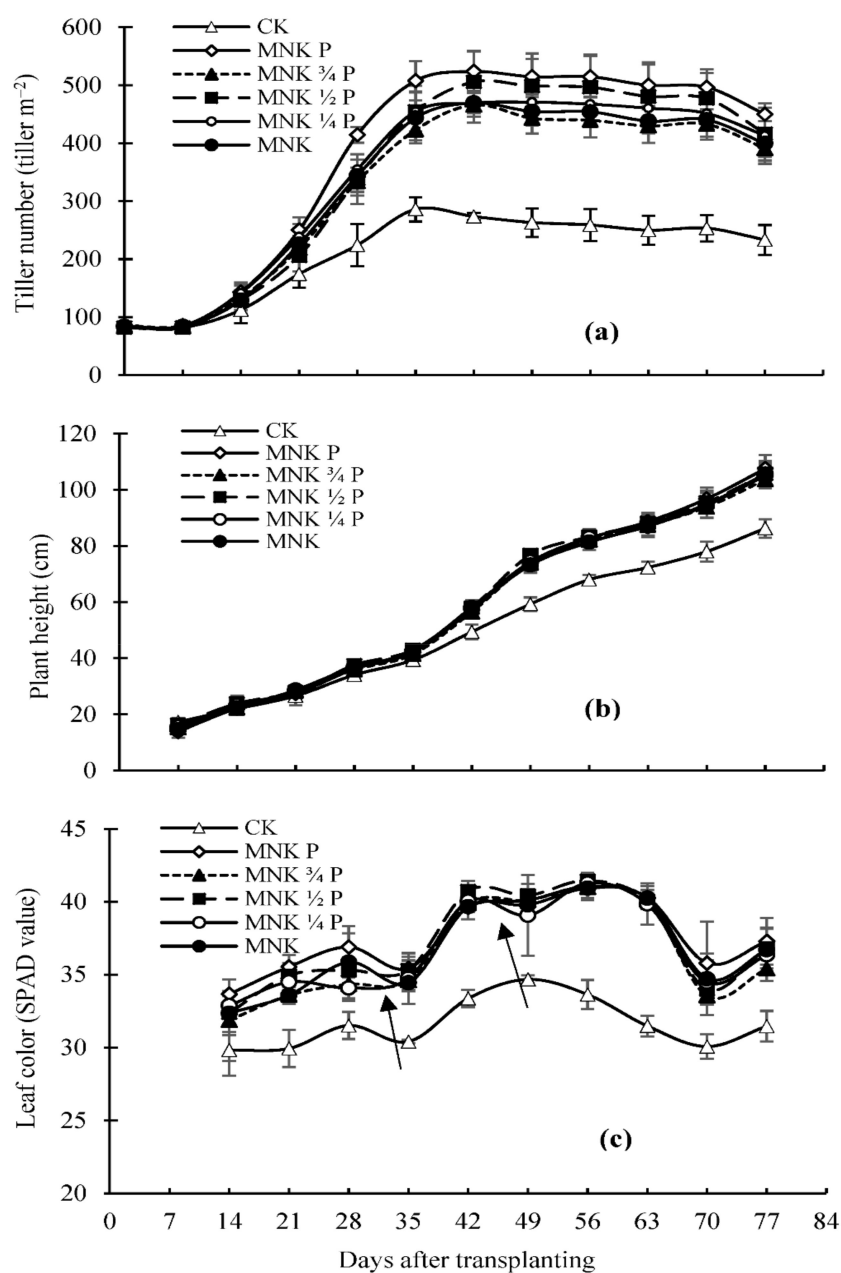 600
500
400
300
200
100
0
Tiller number (tiller m⁻²)
CK
MNK P
MNK ¾ P
MNK ½ P
MNK ¼ P
MNK
(a)
120
100
80
60
40
20
0
Plant height (cm)
CK
MNK P
MNK ¾ P
MNK ½ P
MNK ¼ P
MNK
(b)
45
40
35
30
25
20
Leaf color (SPAD value)
CK
MNK P
MNK ¾ P
MNK ½ P
MNK ¼ P
MNK
(c)
0 7 14 21 28 35 42 49 56 63 70 77 84
Days after transplanting